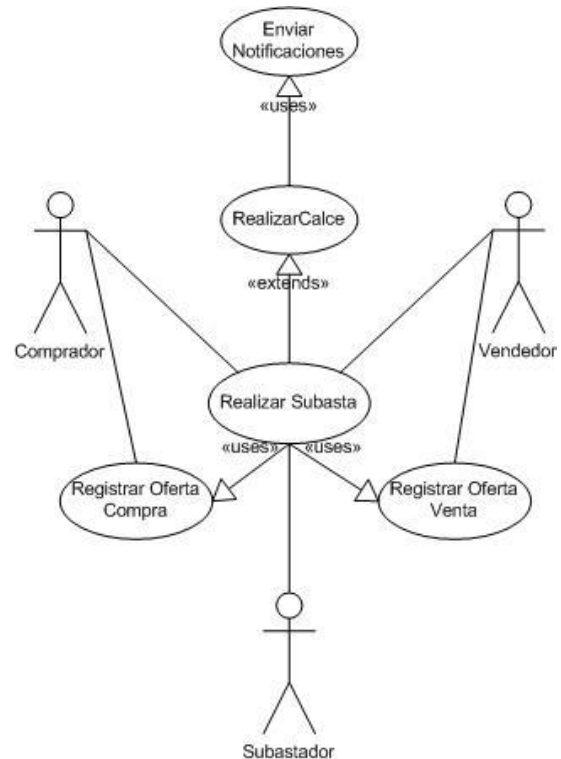 Enviar
Notificaciones
«uses»
RealizarCalce
«extends»
Comprador
Vendedor
Realizar Subasta
«uses»
«uses»
Registrar Oferta
Compra
Registrar Oferta
Venta
Subastador